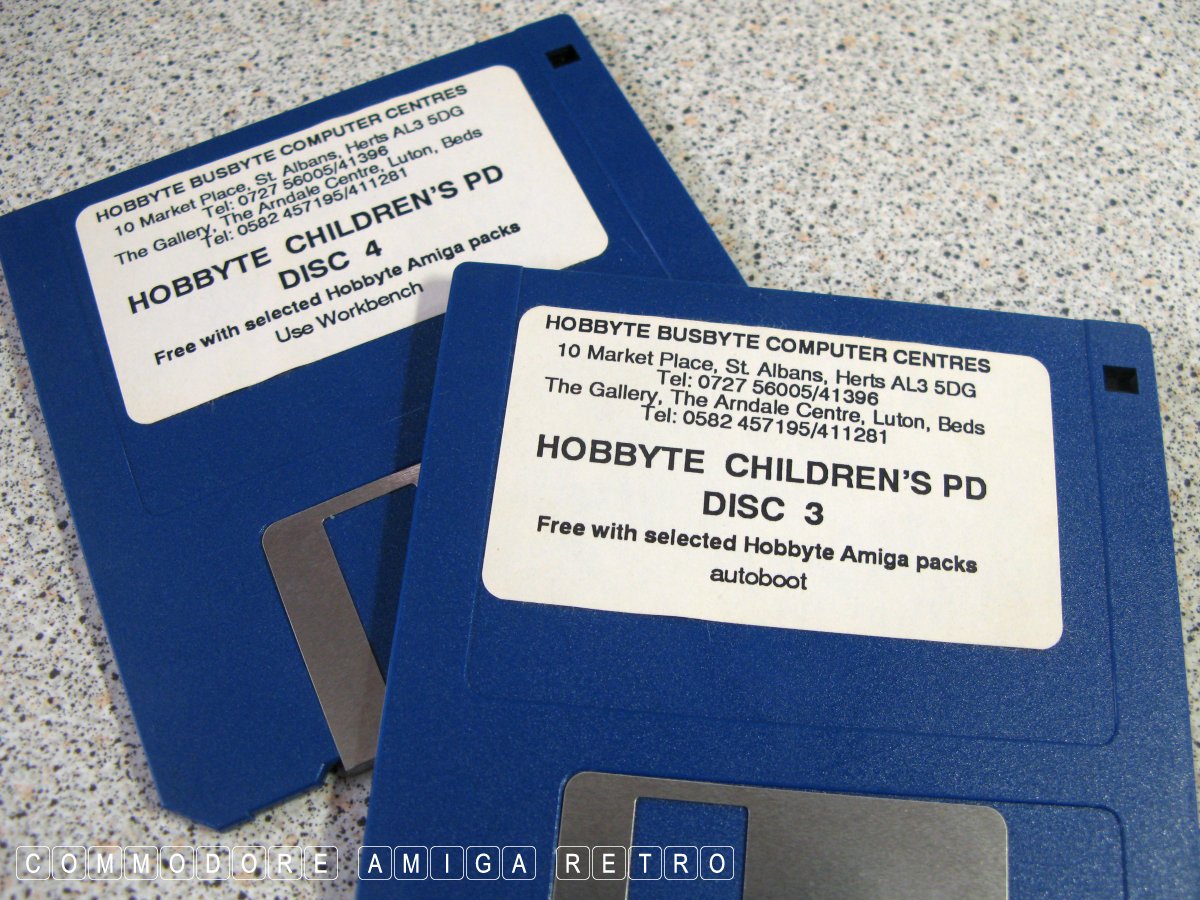 HOBBYTE BUSBYTE COMPUTER CENTRES
10 Market Place, St. Albans, Herts AL3 5DG
Tel: 0727 56005/41396
The Gallery, The Arndale Centre, Luton, Beds
Tel: 0582 457195/411281
HOBBYTE CHILDREN'S PD
DISC 4
Free with selected Hobbyte Amiga packs
Use Workbench
HOBBYTE BUSBYTE COMPUTER CENTRES
10 Market Place, St. Albans, Herts AL3 5DG
Tel: 0727 56005/41396
The Gallery, The Arndale Centre, Luton, Beds
Tel: 0582 457195/411281
HOBBYTE CHILDREN'S PD
DISC 3
Free with selected Hobbyte Amiga packs
autoboot
COMMODORE AMIGA RETRO